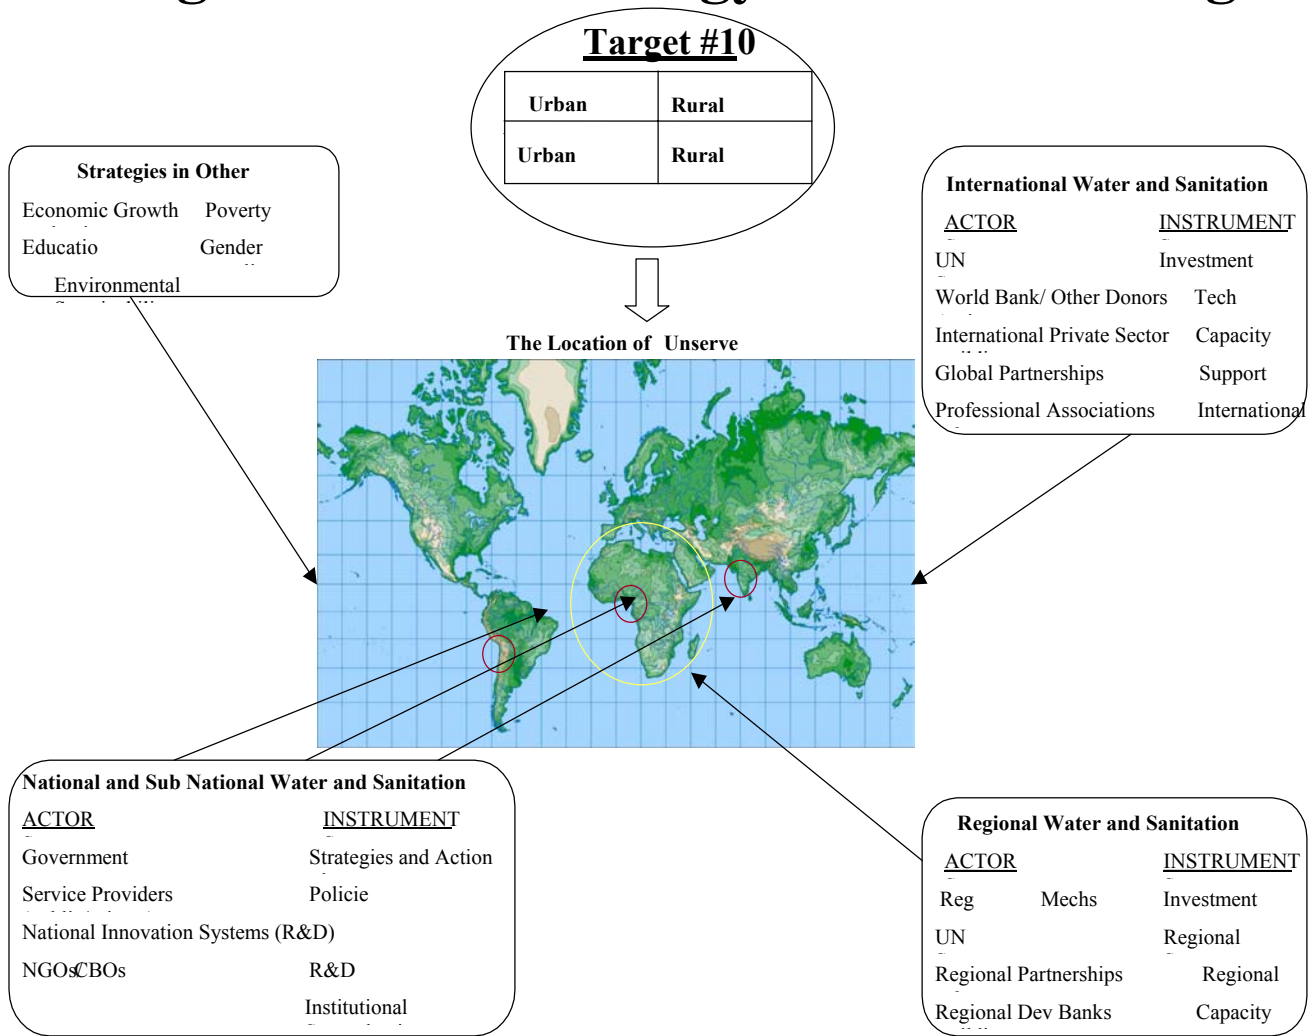 Target #10
Urban Rural
Urban Rural
Strategies in Other
Economic Growth Poverty
Educatio Gender
Environmental
International Water and Sanitation
ACTOR INSTRUMENT
UN Investment
World Bank/ Other Donors Tech
International Private Sector Capacity
Global Partnerships Support
Professional Associations International
The Location of Unserve
National and Sub National Water and Sanitation
ACTOR INSTRUMENT
Government Strategies and Action
Service Providers Policie
National Innovation Systems (R&D)
NGOs/CBOs R&D
Institutional
Regional Water and Sanitation
ACTOR INSTRUMENT
Reg Mechs Investment
UN Regional
Regional Partnerships Regional
Regional Dev Banks Capacity